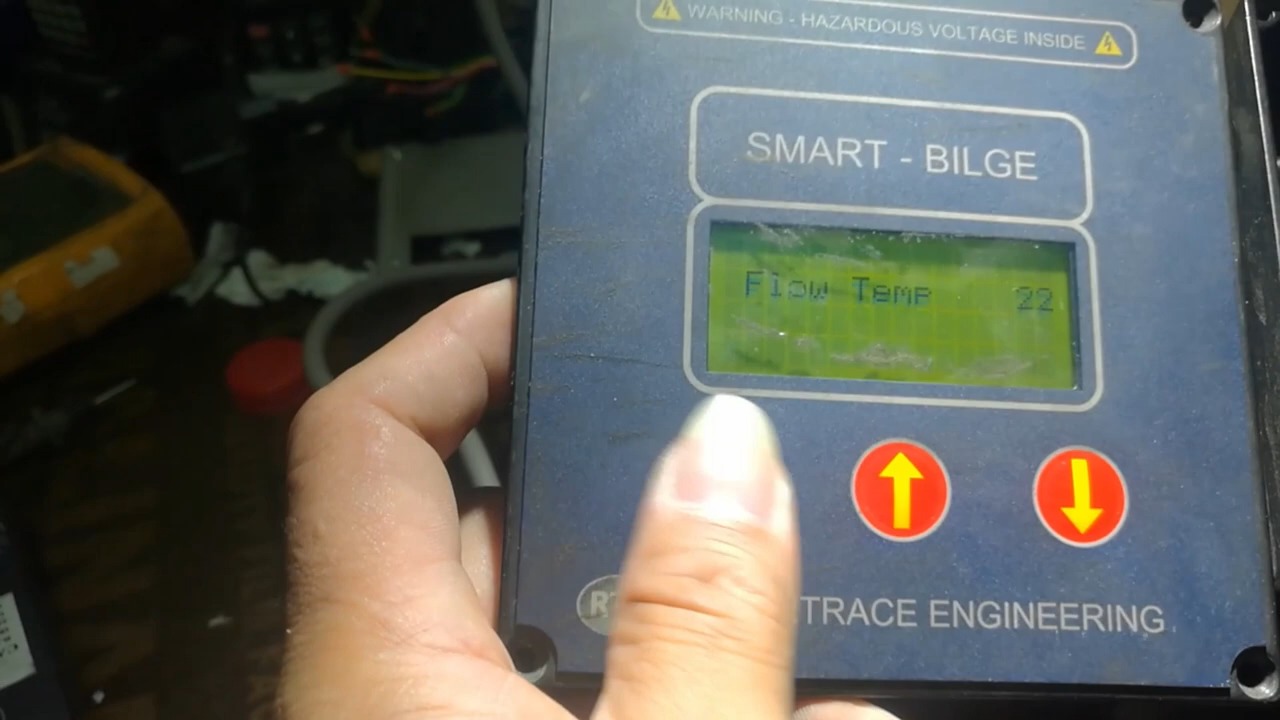 WARNING - HAZARDOUS VOLTAGE INSIDE
SMART - BILGE
Flow Temp 22
TRACE ENGINEERING